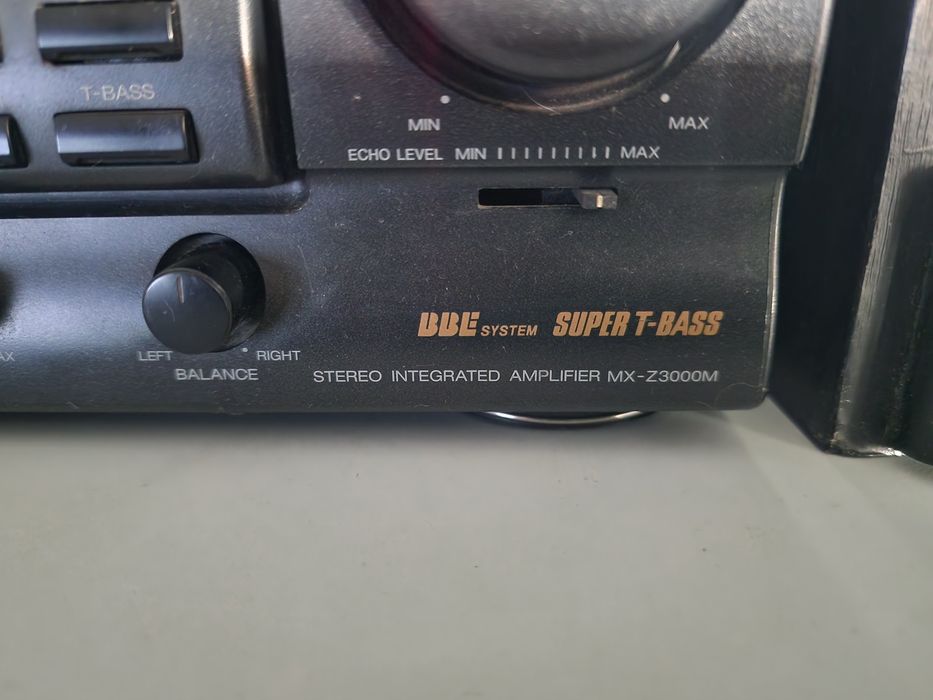 T-BASS
MIN MAX
ECHO LEVEL MIN MAX
BBE SYSTEM SUPER T-BASS
LEFT RIGHT
BALANCE
STEREO INTEGRATED AMPLIFIER MX-Z3000M